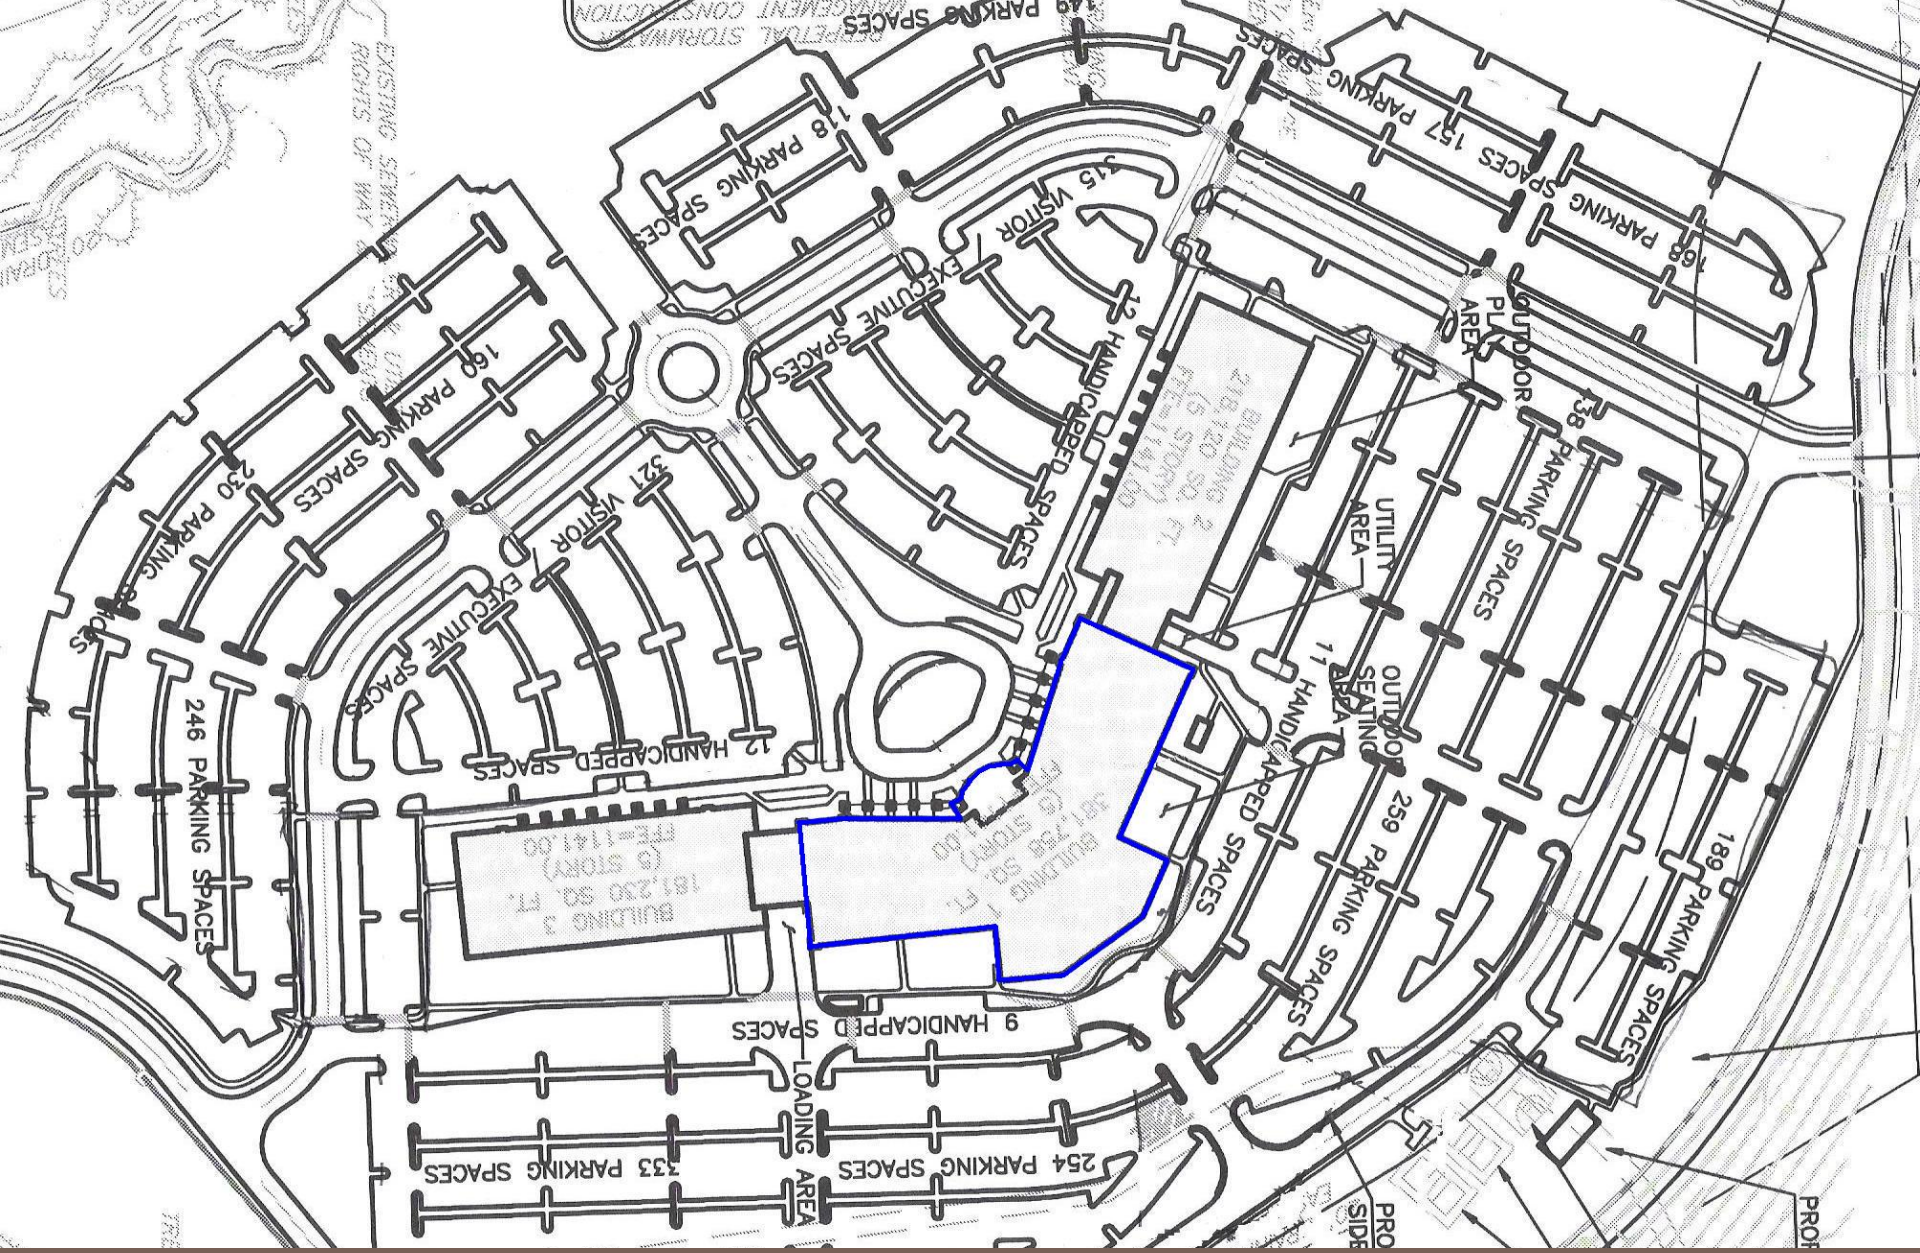 PERPETUAL STORMWATER
MANAGEMENT CONSTRUCTION
149 PARKING SPACES
EXISTING SEWER
RIGHTS OF WAY
118 PARKING SPACES
157 PARKING SPACES
168 PARKING SPACES
315 VISITOR
EXECUTIVE
SPACES
12 HANDICAPPED SPACES
OUTDOOR
PLAY
AREA
160 PARKING SPACES
230 PARKING SPACES
246 PARKING SPACES
321 VISITOR
EXECUTIVE
SPACES
12 HANDICAPPED SPACES
BUILDING 2
218,120 SQ. FT.
(5 STORY)
FFE=1141.00
UTILITY
AREA
438 PARKING SPACES
OUTDOOR
SEATING
AREA
11 HANDICAPPED SPACES
BUILDING 1
381,758 SQ. FT.
(5 STORY)
BUILDING 3
181,230 SQ. FT.
(5 STORY)
FFE=1141.00
259 PARKING SPACES
189 PARKING SPACES
9 HANDICAPPED SPACES
LOADING AREA
333 PARKING SPACES
254 PARKING SPACES